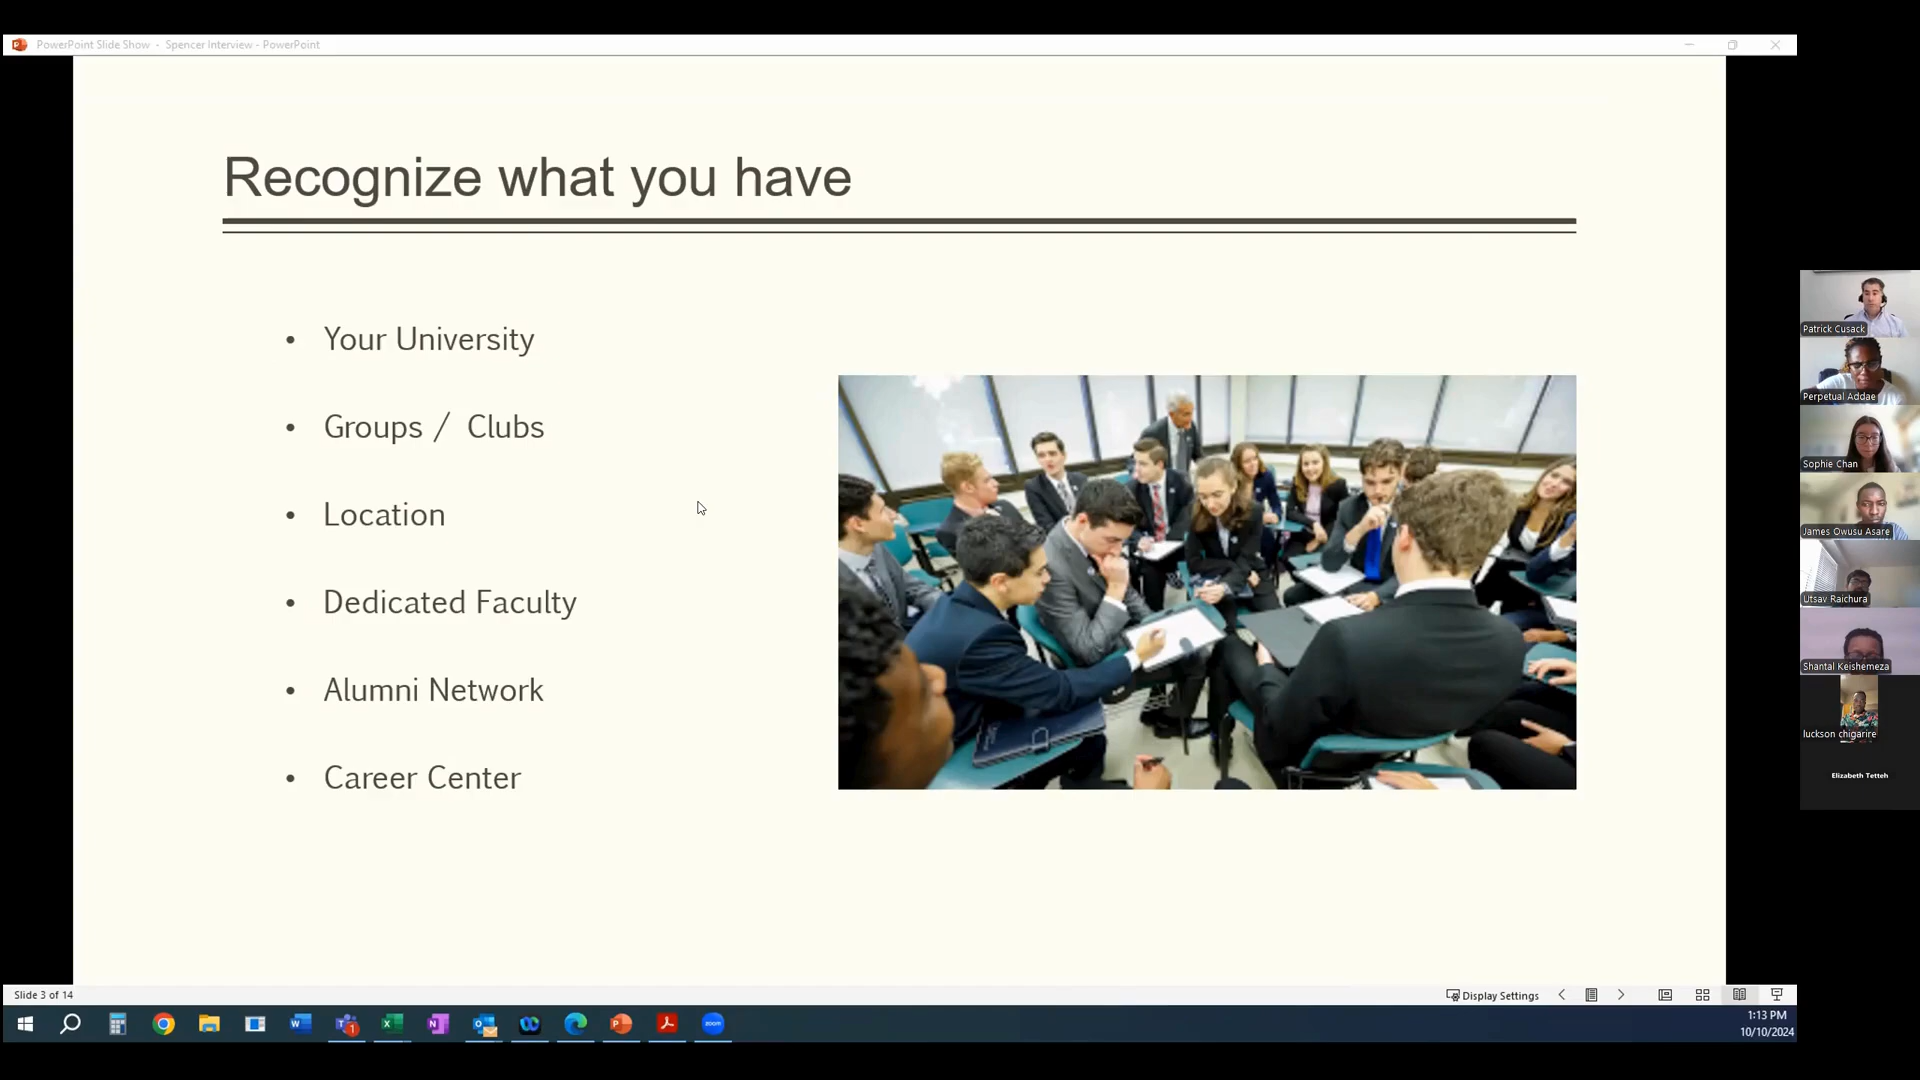 PowerPoint Slide Show - Spencer Interview - PowerPoint
Recognize what you have
• Your University
• Groups / Clubs
• Location
• Dedicated Faculty
• Alumni Network
• Career Center
Patrick Cusack
Perpetual Addae
Sophie Chan
James Owusu Asare
Utsav Raichura
Shantal Keishemeza
luckson chigarire
Elizabeth Tetteh
Slide 3 of 14
Display Settings
zoom
1:13 PM
10/10/2024